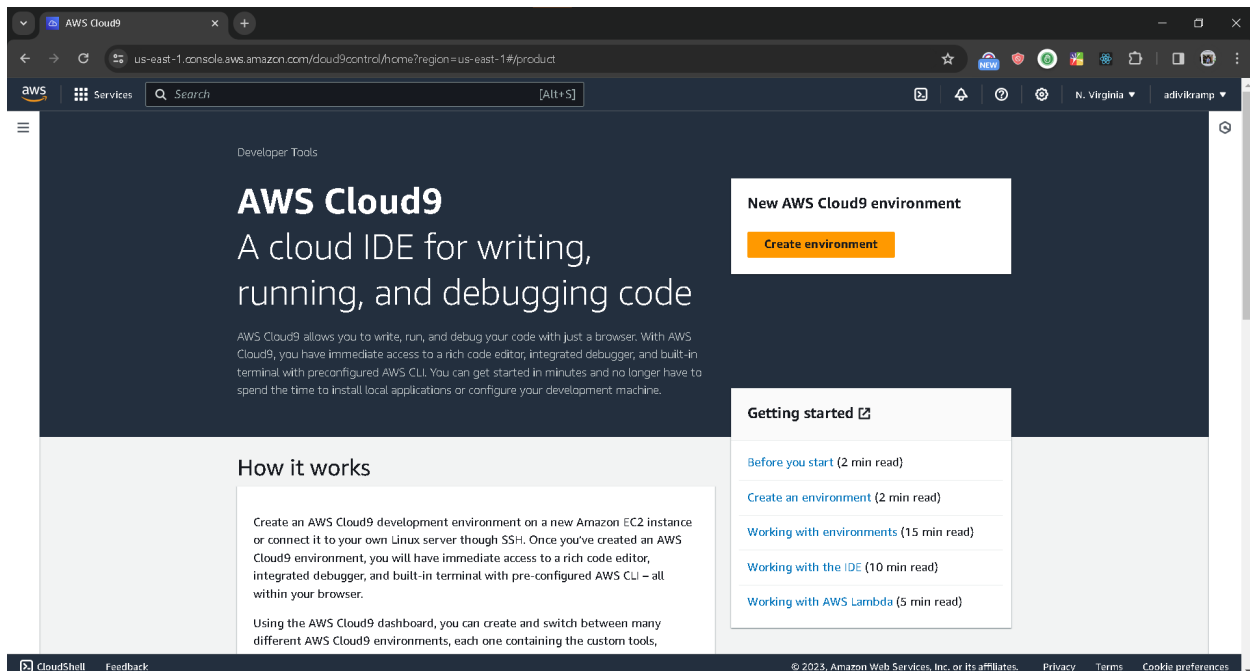 AWS Cloud9
us-east-1.console.aws.amazon.com/cloud9control/home?region=us-east-1#/product
NEW
aws
Services
Search
[Alt+S]
N. Virginia
adivikramp
Developer Tools
AWS Cloud9
A cloud IDE for writing,
running, and debugging code
AWS Cloud9 allows you to write, run, and debug your code with just a browser. With AWS
Cloud9, you have immediate access to a rich code editor, integrated debugger, and built-in
terminal with preconfigured AWS CLI. You can get started in minutes and no longer have to
spend the time to install local applications or configure your development machine.
New AWS Cloud9 environment
Create environment
How it works
Create an AWS Cloud9 development environment on a new Amazon EC2 instance
or connect it to your own Linux server though SSH. Once you've created an AWS
Cloud9 environment, you will have immediate access to a rich code editor,
integrated debugger, and built-in terminal with pre-configured AWS CLI – all
within your browser.
Using the AWS Cloud9 dashboard, you can create and switch between many
different AWS Cloud9 environments, each one containing the custom tools,
Getting started
Before you start (2 min read)
Create an environment (2 min read)
Working with environments (15 min read)
Working with the IDE (10 min read)
Working with AWS Lambda (5 min read)
CloudShell
Feedback
© 2023, Amazon Web Services, Inc. or its affiliates.
Privacy
Terms
Cookie preferences